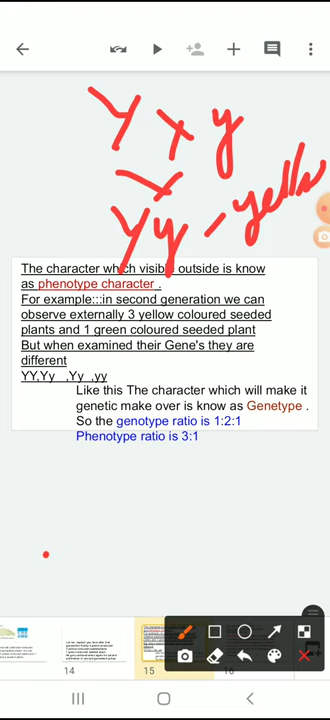 Y x y
x
Yy - yello
The character which visible outside is know
as phenotype character .
For example:::in second generation we can
observe externally 3 yellow coloured seeded
plants and 1 green coloured seeded plant
But when examined their Gene's they are
different
YY,Yy ,Yy ,yy
Like this The character which will make it
genetic make over is know as Genetype .
So the genotype ratio is 1:2:1
Phenotype ratio is 3:1
14
15
16